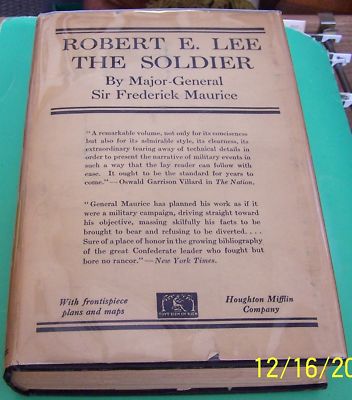 ROBERT E. LEE
THE SOLDIER
By Major-General
Sir Frederick Maurice
"A remarkable volume, not only for its conciseness
but also for its admirable style, its clearness, its
extraordinary tearing away of technical details in
order to present the narrative of military events in
such a way that the lay reader can follow with
ease. It ought to be the standard for years to
come."—Oswald Garrison Villard in The Nation.
"General Maurice has planned his work as if it
were a military campaign, driving straight toward
his objective, massing skilfully his facts to be
brought to bear and refusing to be diverted....
Sure of a place of honor in the growing bibliography
of the great Confederate leader who fought but
bore no rancor."—New York Times.
With frontispiece
plans and maps
Houghton Mifflin
Company
12/16/20